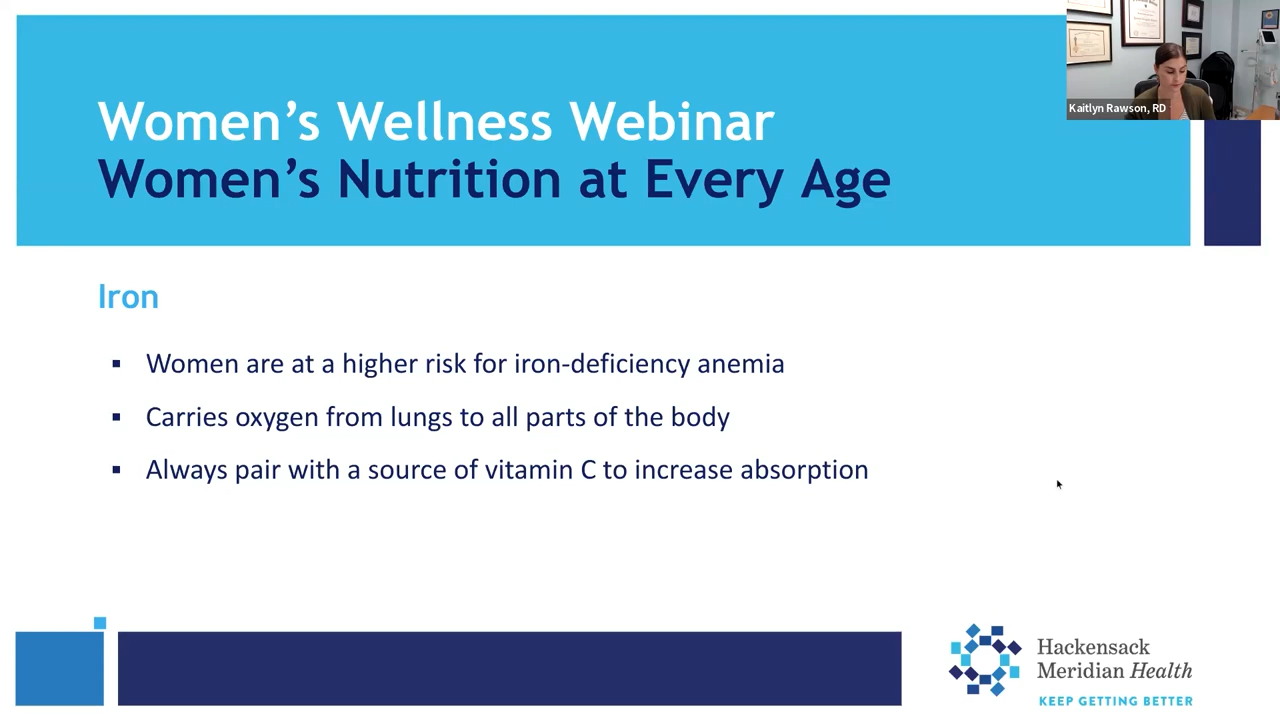 Women’s Wellness Webinar
Women’s Nutrition at Every Age
Kaitlyn Rawson, RD
Iron
▪ Women are at a higher risk for iron-deficiency anemia
▪ Carries oxygen from lungs to all parts of the body
▪ Always pair with a source of vitamin C to increase absorption
Hackensack
Meridian Health
KEEP GETTING BETTER